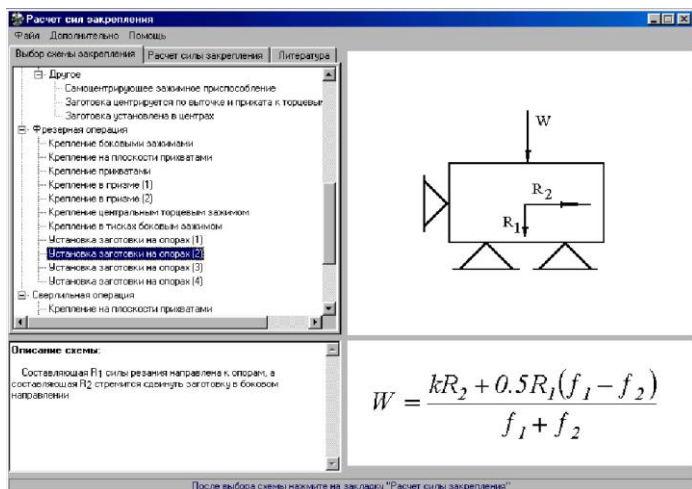 Расчет сил закрепления
Файл Дополнительно Помощь
Выбор схемы закрепления Расчет силы закрепления Литература
Другое
Самоцентрирующее зажимное приспособление
Заготовка центрируется по выточке и прижата к торцевым
Заготовка установлена в центрах
Фрезерная операция
Крепление боковыми зажимами
Крепление на плоскости прихватами
Крепление прихватами
Крепление в призме (1)
Крепление в призме (2)
Крепление центральным торцевым зажимом
Крепление в тисках боковым зажимом
Установка заготовки на опорах (1)
Установка заготовки на опорах (2)
Установка заготовки на опорах (3)
Установка заготовки на опорах (4)
Сверлильная операция
Крепление на плоскости прихватами
W
R2
R1
Описание схемы:
Составляющая R1 силы резания направлена к опорам, а
составляющая R2 стремится сдвинуть заготовку в боковом
направлении
W = (kR2 + 0.5R1(f1 − f2)) / (f1 + f2)
После выбора схемы нажмите на закладку "Расчет силы закрепления"